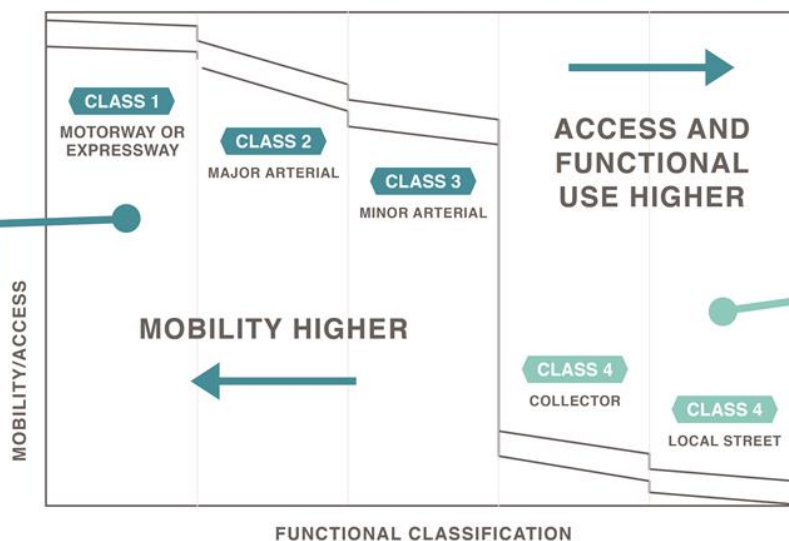 CLASS 1
MOTORWAY OR
EXPRESSWAY
CLASS 2
MAJOR ARTERIAL
CLASS 3
MINOR ARTERIAL
ACCESS AND
FUNCTIONAL
USE HIGHER
MOBILITY HIGHER
CLASS 4
COLLECTOR
CLASS 4
LOCAL STREET
MOBILITY/ACCESS
FUNCTIONAL CLASSIFICATION